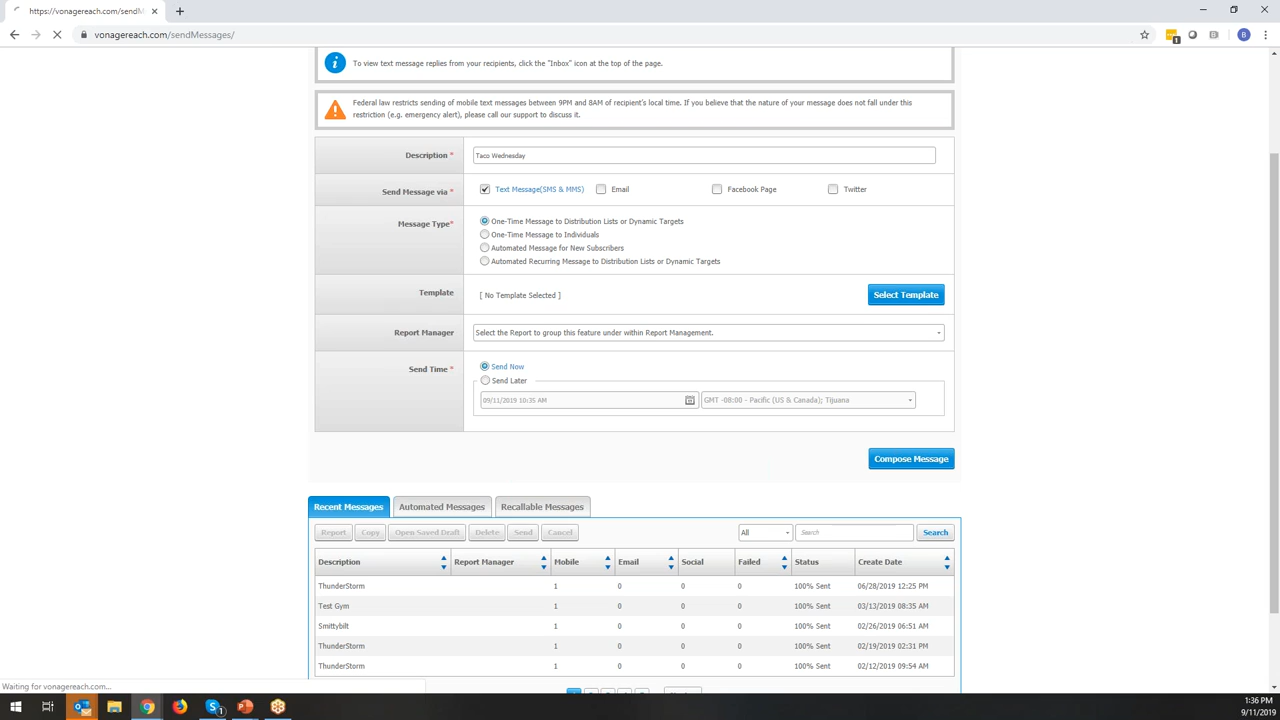 https://vonagereach.com/sendM
vonagereach.com/sendMessages/
To view text message replies from your recipients, click the "Inbox" icon at the top of the page.
Federal law restricts sending of mobile text messages between 9PM and 8AM of recipient's local time. If you believe that the nature of your message does not fall under this
restriction (e.g. emergency alert), please call our support to discuss it.
Description * Taco Wednesday
Send Message via * Text Message(SMS & MMS) Email Facebook Page Twitter
Message Type* One-Time Message to Distribution Lists or Dynamic Targets
One-Time Message to Individuals
Automated Message for New Subscribers
Automated Recurring Message to Distribution Lists or Dynamic Targets
Template [ No Template Selected ] Select Template
Report Manager Select the Report to group this feature under within Report Management.
Send Time * Send Now
Send Later
09/11/2019 10:35 AM GMT -08:00 - Pacific (US & Canada); Tijuana
Compose Message
Recent Messages Automated Messages Recallable Messages
Report Copy Open Saved Draft Delete Send Cancel All Search Search
Description Report Manager Mobile Email Social Failed Status Create Date
ThunderStorm 1 0 0 0 100% Sent 06/28/2019 12:25 PM
Test Gym 1 0 0 0 100% Sent 03/13/2019 08:35 AM
Smittybilt 1 0 0 0 100% Sent 02/26/2019 06:51 AM
ThunderStorm 1 0 0 0 100% Sent 02/19/2019 02:31 PM
ThunderStorm 1 0 0 0 100% Sent 02/12/2019 09:54 AM
Waiting for vonagereach.com...
1:36 PM
9/11/2019